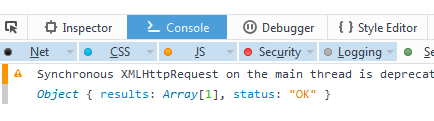 Inspector Console Debugger { } Style Editor
Net CSS JS Security Logging
Synchronous XMLHttpRequest on the main thread is deprecat
Object { results: Array[1], status: "OK" }